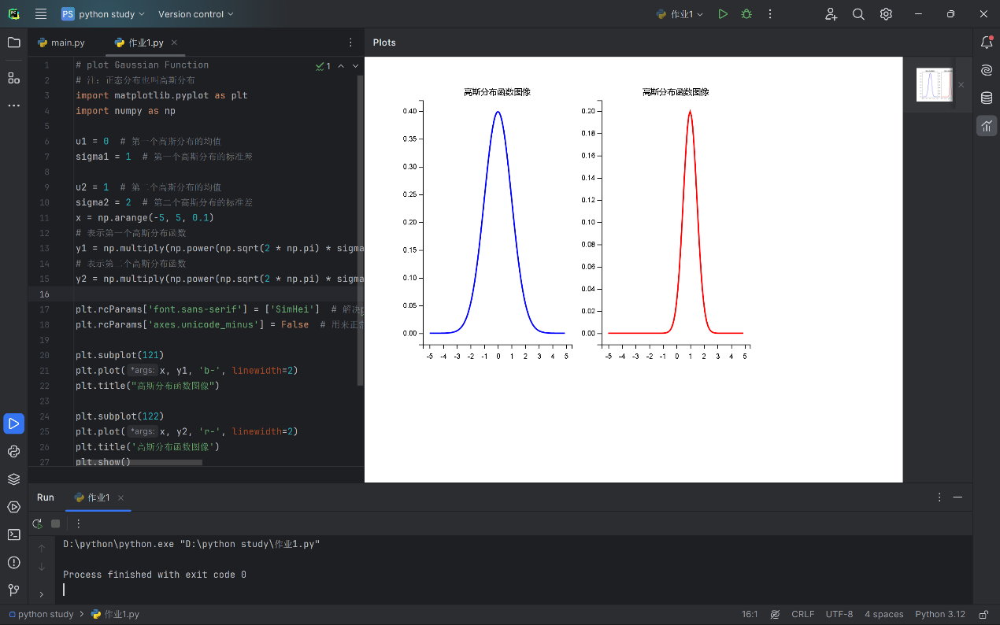 PC
PS python study
Version control
作业1
main.py
作业1.py
Plots
1
1 # plot Gaussian Function
2 # 注：正态分布也叫高斯分布
3 import matplotlib.pyplot as plt
4 import numpy as np
5
6 u1 = 0 # 第一个高斯分布的均值
7 sigma1 = 1 # 第一个高斯分布的标准差
8
9 u2 = 1 # 第二个高斯分布的均值
10 sigma2 = 2 # 第二个高斯分布的标准差
11 x = np.arange(-5, 5, 0.1)
12 # 表示第一个高斯分布函数
13 y1 = np.multiply(np.power(np.sqrt(2 * np.pi) * sigma
14 # 表示第二个高斯分布函数
15 y2 = np.multiply(np.power(np.sqrt(2 * np.pi) * sigma
16
17 plt.rcParams['font.sans-serif'] = ['SimHei'] # 解决
18 plt.rcParams['axes.unicode_minus'] = False # 用来正
19
20 plt.subplot(121)
21 plt.plot( *args: x, y1, 'b-', linewidth=2)
22 plt.title("高斯分布函数图像")
23
24 plt.subplot(122)
25 plt.plot( *args: x, y2, 'r-', linewidth=2)
26 plt.title('高斯分布函数图像')
27 plt.show()
高斯分布函数图像
0.40
0.35
0.30
0.25
0.20
0.15
0.10
0.05
0.00
-5 -4 -3 -2 -1 0 1 2 3 4 5
高斯分布函数图像
0.20
0.18
0.16
0.14
0.12
0.10
0.08
0.06
0.04
0.02
0.00
-5 -4 -3 -2 -1 0 1 2 3 4 5
Run
作业1
D:\python\python.exe "D:\python study\作业1.py"
Process finished with exit code 0
python study > 作业1.py
16:1
CRLF
UTF-8
4 spaces
Python 3.12